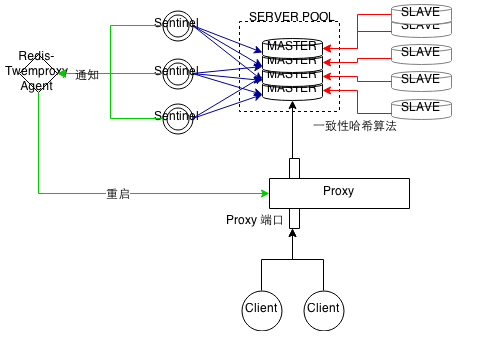 Sentinel
SERVER POOL
SLAVE
SLAVE
MASTER
MASTER
MASTER
MASTER
Redis-
Twemproxy
Agent
通知
Sentinel
SLAVE
SLAVE
SLAVE
Sentinel
一致性哈希算法
重启
Proxy
Proxy 端口
Client
Client